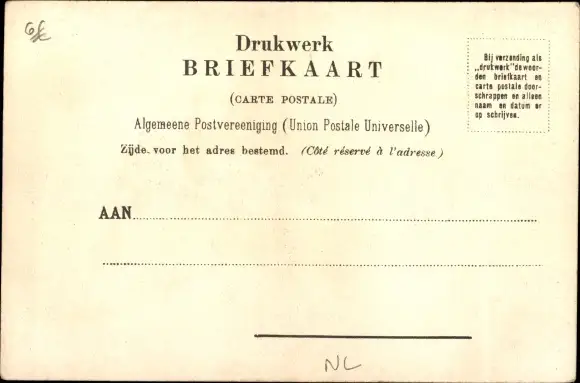 Drukwerk
BRIEFKAART
(CARTE POSTALE)
Algemeene Postvereeniging (Union Postale Universelle)
Zijde voor het adres bestemd. (Côté réservé à l'adresse)
Bij verzending als
„drukwerk" de woor-
den briefkaart en
carte postale door-
schrappen en alleen
naam en datum er
op schrijven.
AAN
NL